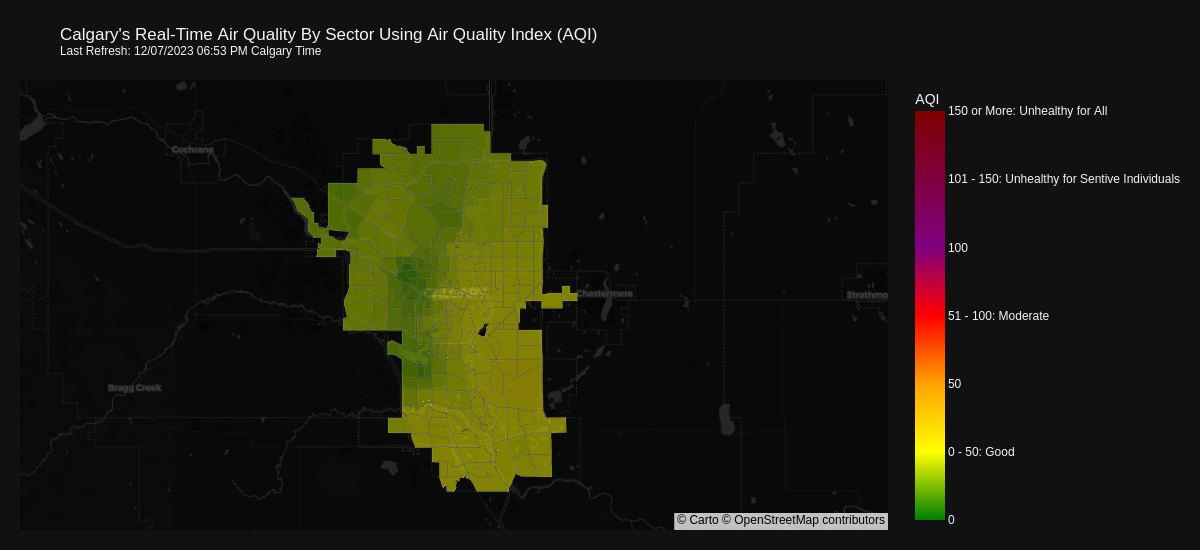 Calgary's Real-Time Air Quality By Sector Using Air Quality Index (AQI)
Last Refresh: 12/07/2023 06:53 PM Calgary Time
AQI
150 or More: Unhealthy for All
Cochrane
101 - 150: Unhealthy for Sentive Individuals
100
Chestermere
Strathmo
51 - 100: Moderate
Bragg Creek
50
0 - 50: Good
© Carto © OpenStreetMap contributors
0